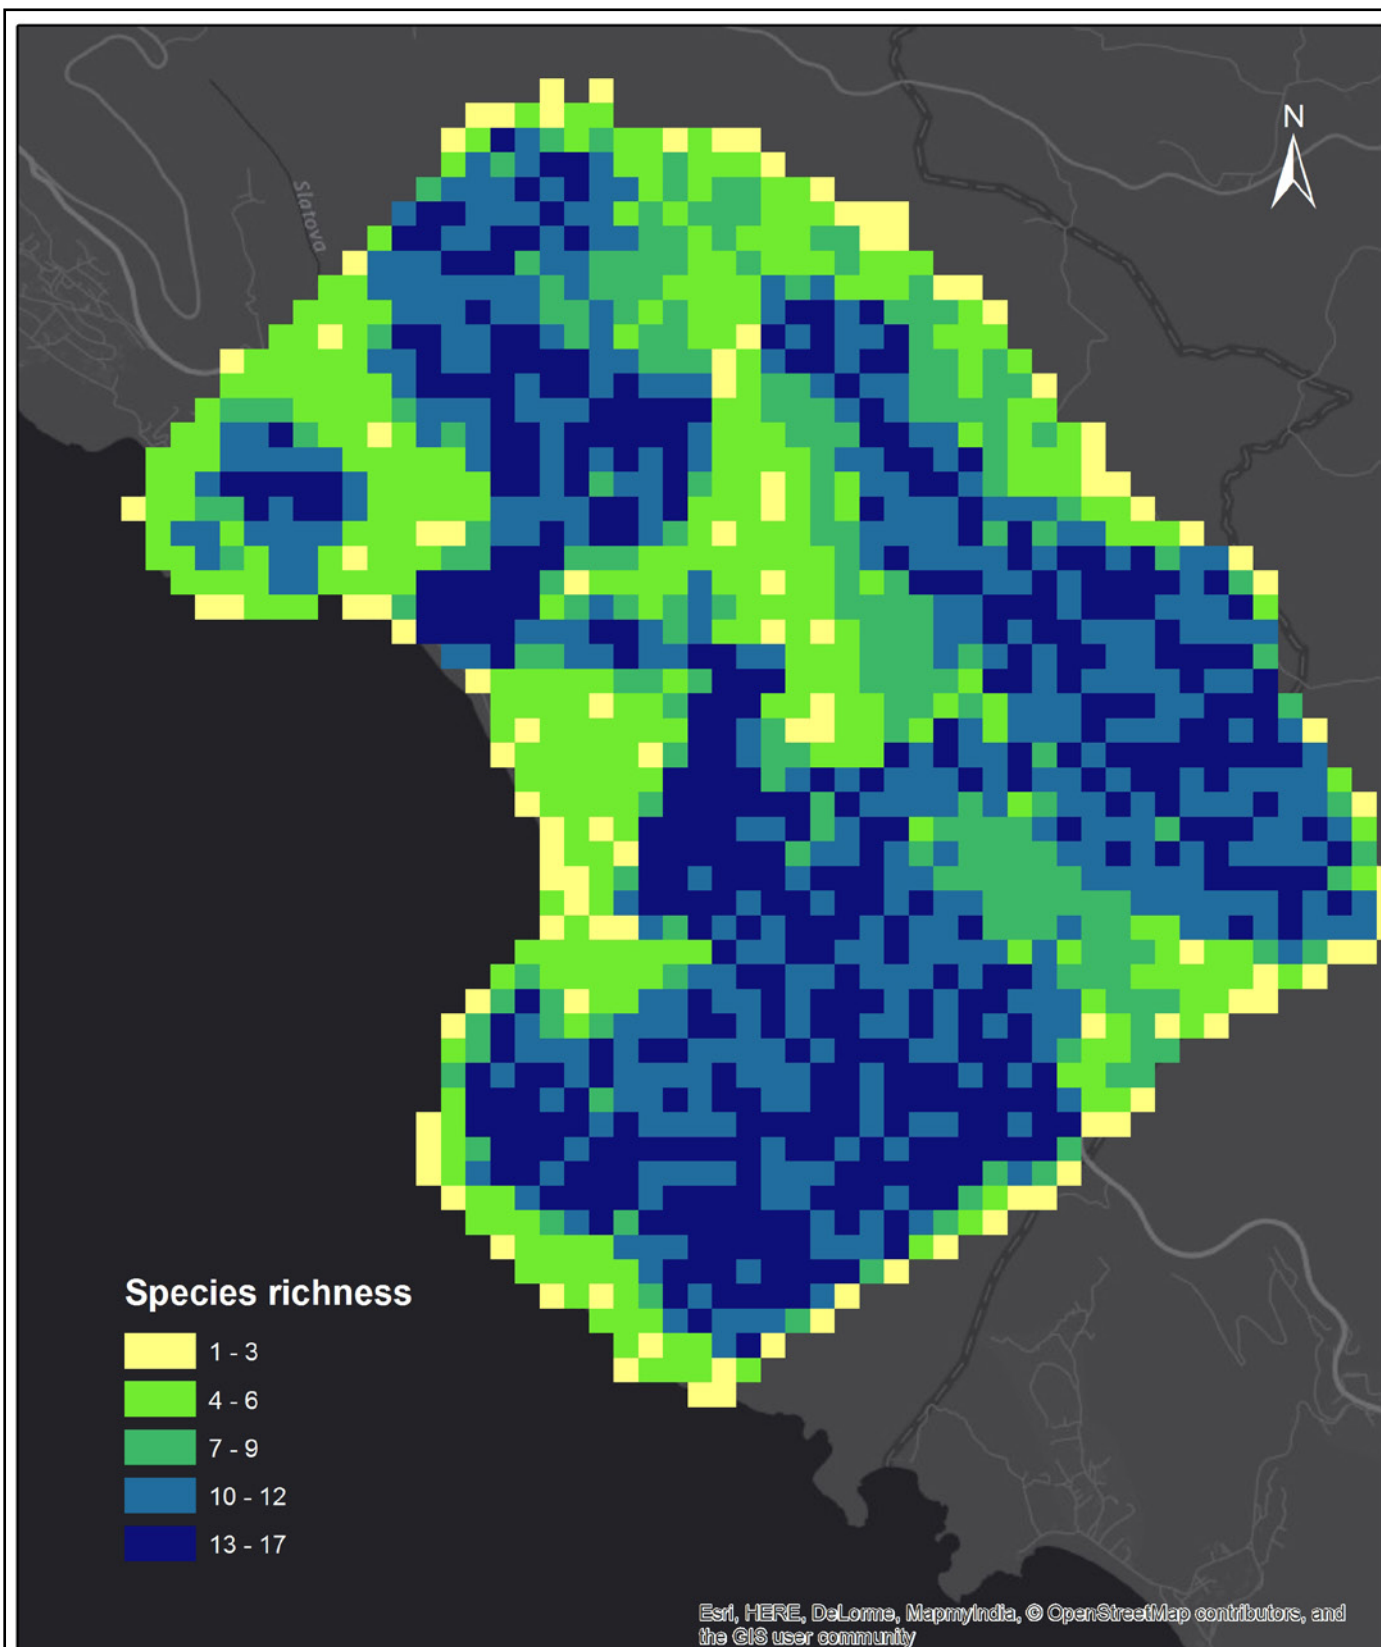 N
Slatova
Species richness
1 - 3
4 - 6
7 - 9
10 - 12
13 - 17
Esri, HERE, DeLorme, MapmyIndia, © OpenStreetMap contributors, and
the GIS user community